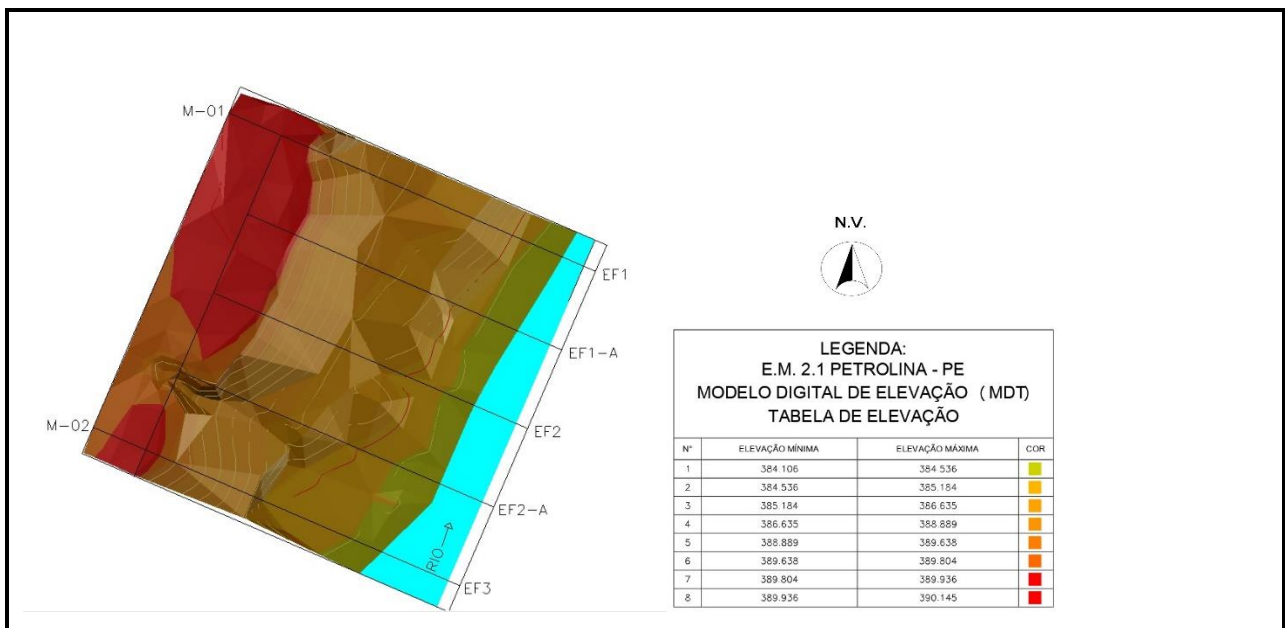 M-01
M-02
EF1
EF1-A
EF2
EF2-A
EF3
RIO
N.V.
LEGENDA:
E.M. 2.1 PETROLINA - PE
MODELO DIGITAL DE ELEVAÇÃO ( MDT)
TABELA DE ELEVAÇÃO
N° ELEVAÇÃO MÍNIMA ELEVAÇÃO MÁXIMA COR
1 384.106 384.536
2 384.536 385.184
3 385.184 386.635
4 386.635 388.889
5 388.889 389.638
6 389.638 389.804
7 389.804 389.936
8 389.936 390.145